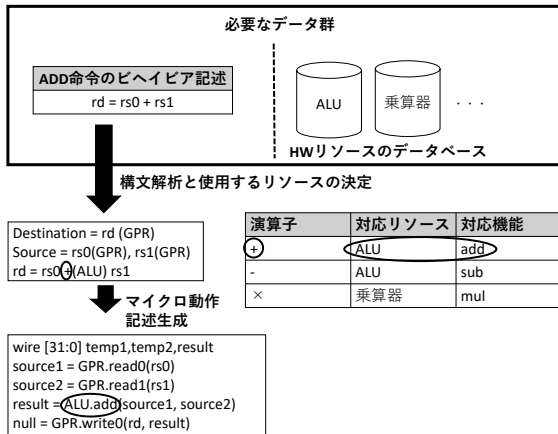 必要なデータ群
ADD命令のビヘイビア記述
rd = rs0 + rs1
ALU
乗算器
・・・
HWリソースのデータベース
構文解析と使用するリソースの決定
Destination = rd (GPR)
Source = rs0(GPR), rs1(GPR)
rd = rs0 +(ALU) rs1
演算子 対応リソース 対応機能
+ ALU add
- ALU sub
× 乗算器 mul
マイクロ動作
記述生成
wire [31:0] temp1,temp2,result
source1 = GPR.read0(rs0)
source2 = GPR.read1(rs1)
result = ALU.add(source1, source2)
null = GPR.write0(rd, result)